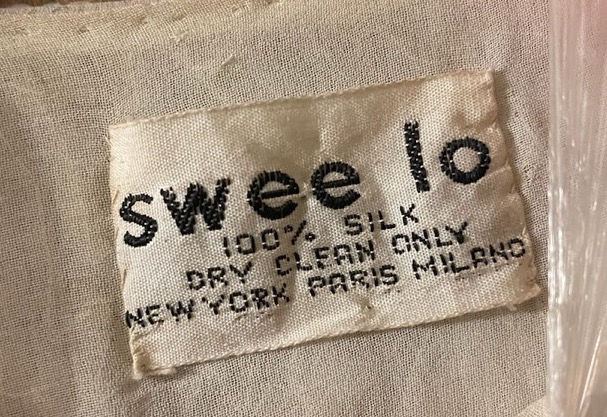 swee lo
100% SILK
DRY CLEAN ONLY
NEW YORK PARIS MILANO